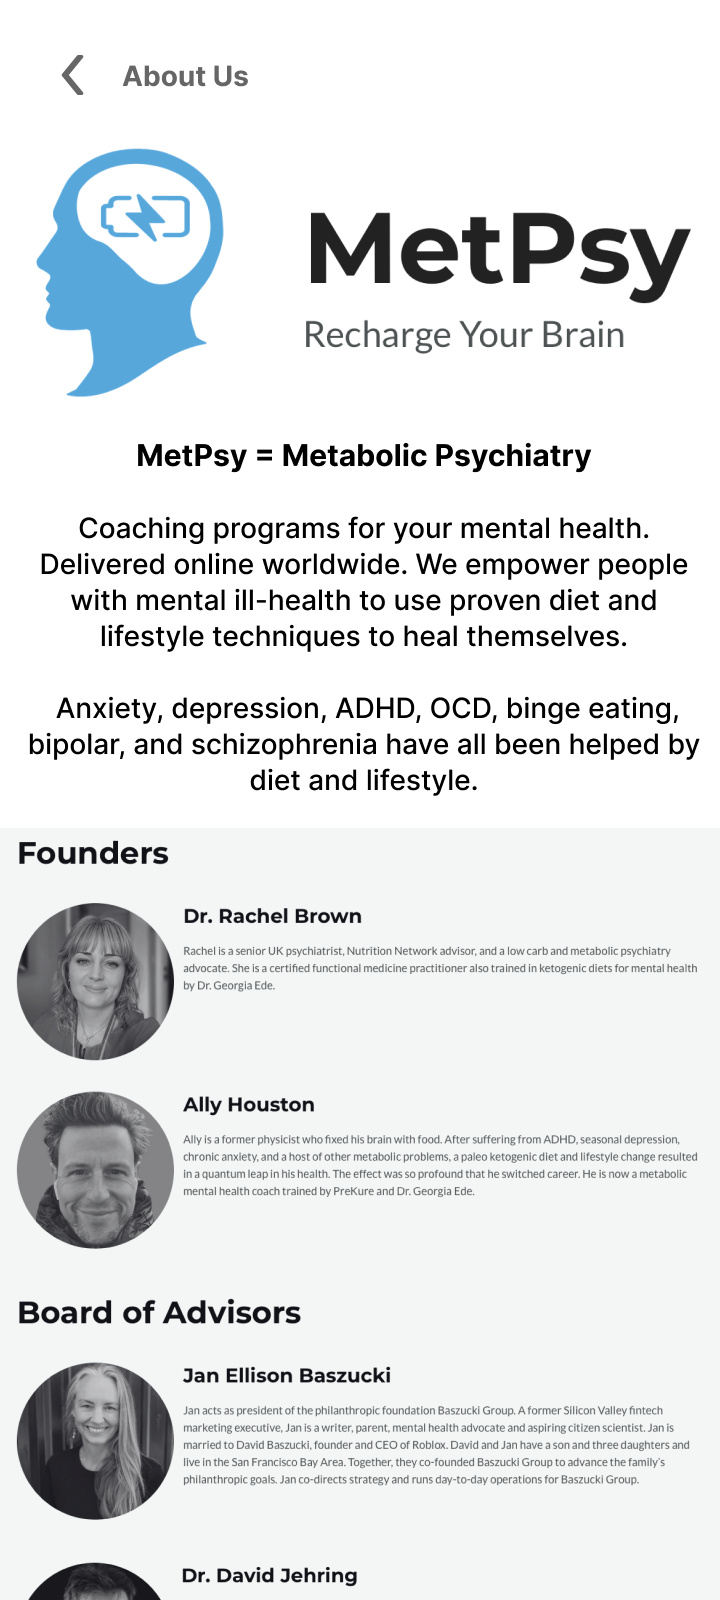 About Us
MetPsy
Recharge Your Brain
MetPsy = Metabolic Psychiatry
Coaching programs for your mental health.
Delivered online worldwide. We empower people
with mental ill-health to use proven diet and
lifestyle techniques to heal themselves.
Anxiety, depression, ADHD, OCD, binge eating,
bipolar, and schizophrenia have all been helped by
diet and lifestyle.
Founders
Dr. Rachel Brown
Rachel is a senior UK psychiatrist, Nutrition Network advisor, and a low carb and metabolic psychiatry
advocate. She is a certified functional medicine practitioner also trained in ketogenic diets for mental health
by Dr. Georgia Ede.
Ally Houston
Ally is a former physicist who fixed his brain with food. After suffering from ADHD, seasonal depression,
chronic anxiety, and a host of other metabolic problems, a paleo ketogenic diet and lifestyle change resulted
in a quantum leap in his health. The effect was so profound that he switched career. He is now a metabolic
mental health coach trained by PreKure and Dr. Georgia Ede.
Board of Advisors
Jan Ellison Baszucki
Jan acts as president of the philanthropic foundation Baszucki Group. A former Silicon Valley fintech
marketing executive, Jan is a writer, parent, mental health advocate and aspiring citizen scientist. Jan is
married to David Baszucki, founder and CEO of Roblox. David and Jan have a son and three daughters and
live in the San Francisco Bay Area. Together, they co-founded Baszucki Group to advance the family's
philanthropic goals. Jan co-directs strategy and runs day-to-day operations for Baszucki Group.
Dr. David Jehring